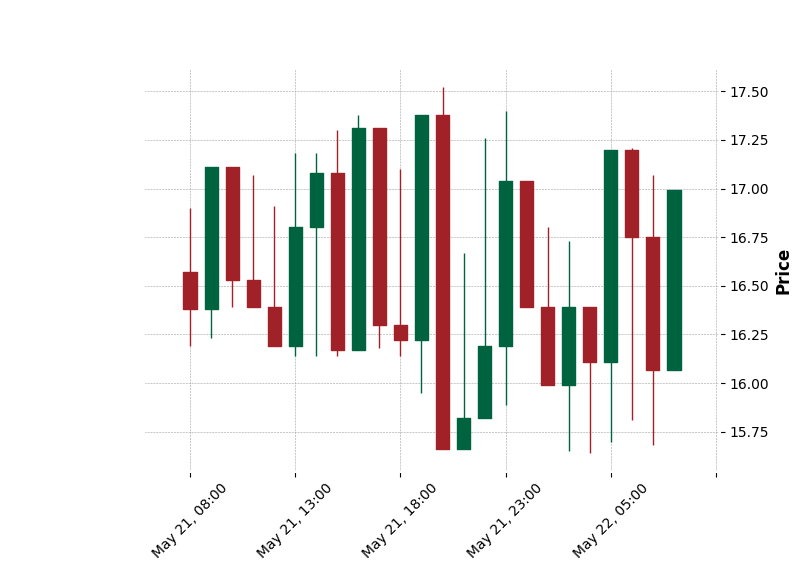 17.50
17.25
17.00
16.75
16.50
16.25
16.00
15.75
Price
May 21, 08:00
May 21, 13:00
May 21, 18:00
May 21, 23:00
May 22, 05:00